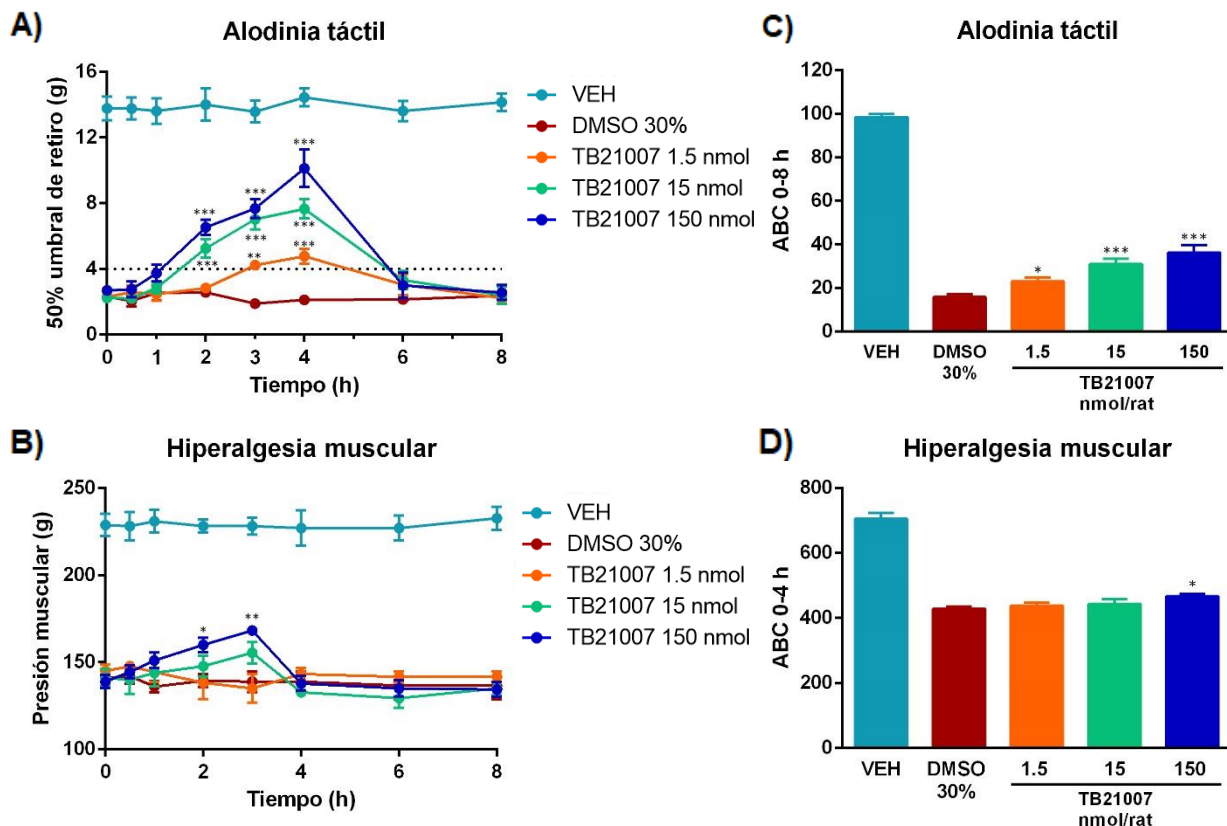 A)
Alodinia táctil
50% umbral de retiro (g)
16
12
8
4
0
***
***
***
***
***
***
**
***
0
1
2
3
4
6
8
Tiempo (h)
VEH
DMSO 30%
TB21007 1.5 nmol
TB21007 15 nmol
TB21007 150 nmol
C)
Alodinia táctil
ABC 0-8 h
120
100
80
60
40
20
0
*
***
***
VEH
DMSO
30%
1.5
15
150
TB21007
nmol/rat
B)
Hiperalgesia muscular
Presión muscular (g)
250
200
150
100
*
**
0
2
4
6
8
Tiempo (h)
VEH
DMSO 30%
TB21007 1.5 nmol
TB21007 15 nmol
TB21007 150 nmol
D)
Hiperalgesia muscular
ABC 0-4 h
800
600
400
200
0
*
VEH
DMSO
30%
1.5
15
150
TB21007
nmol/rat